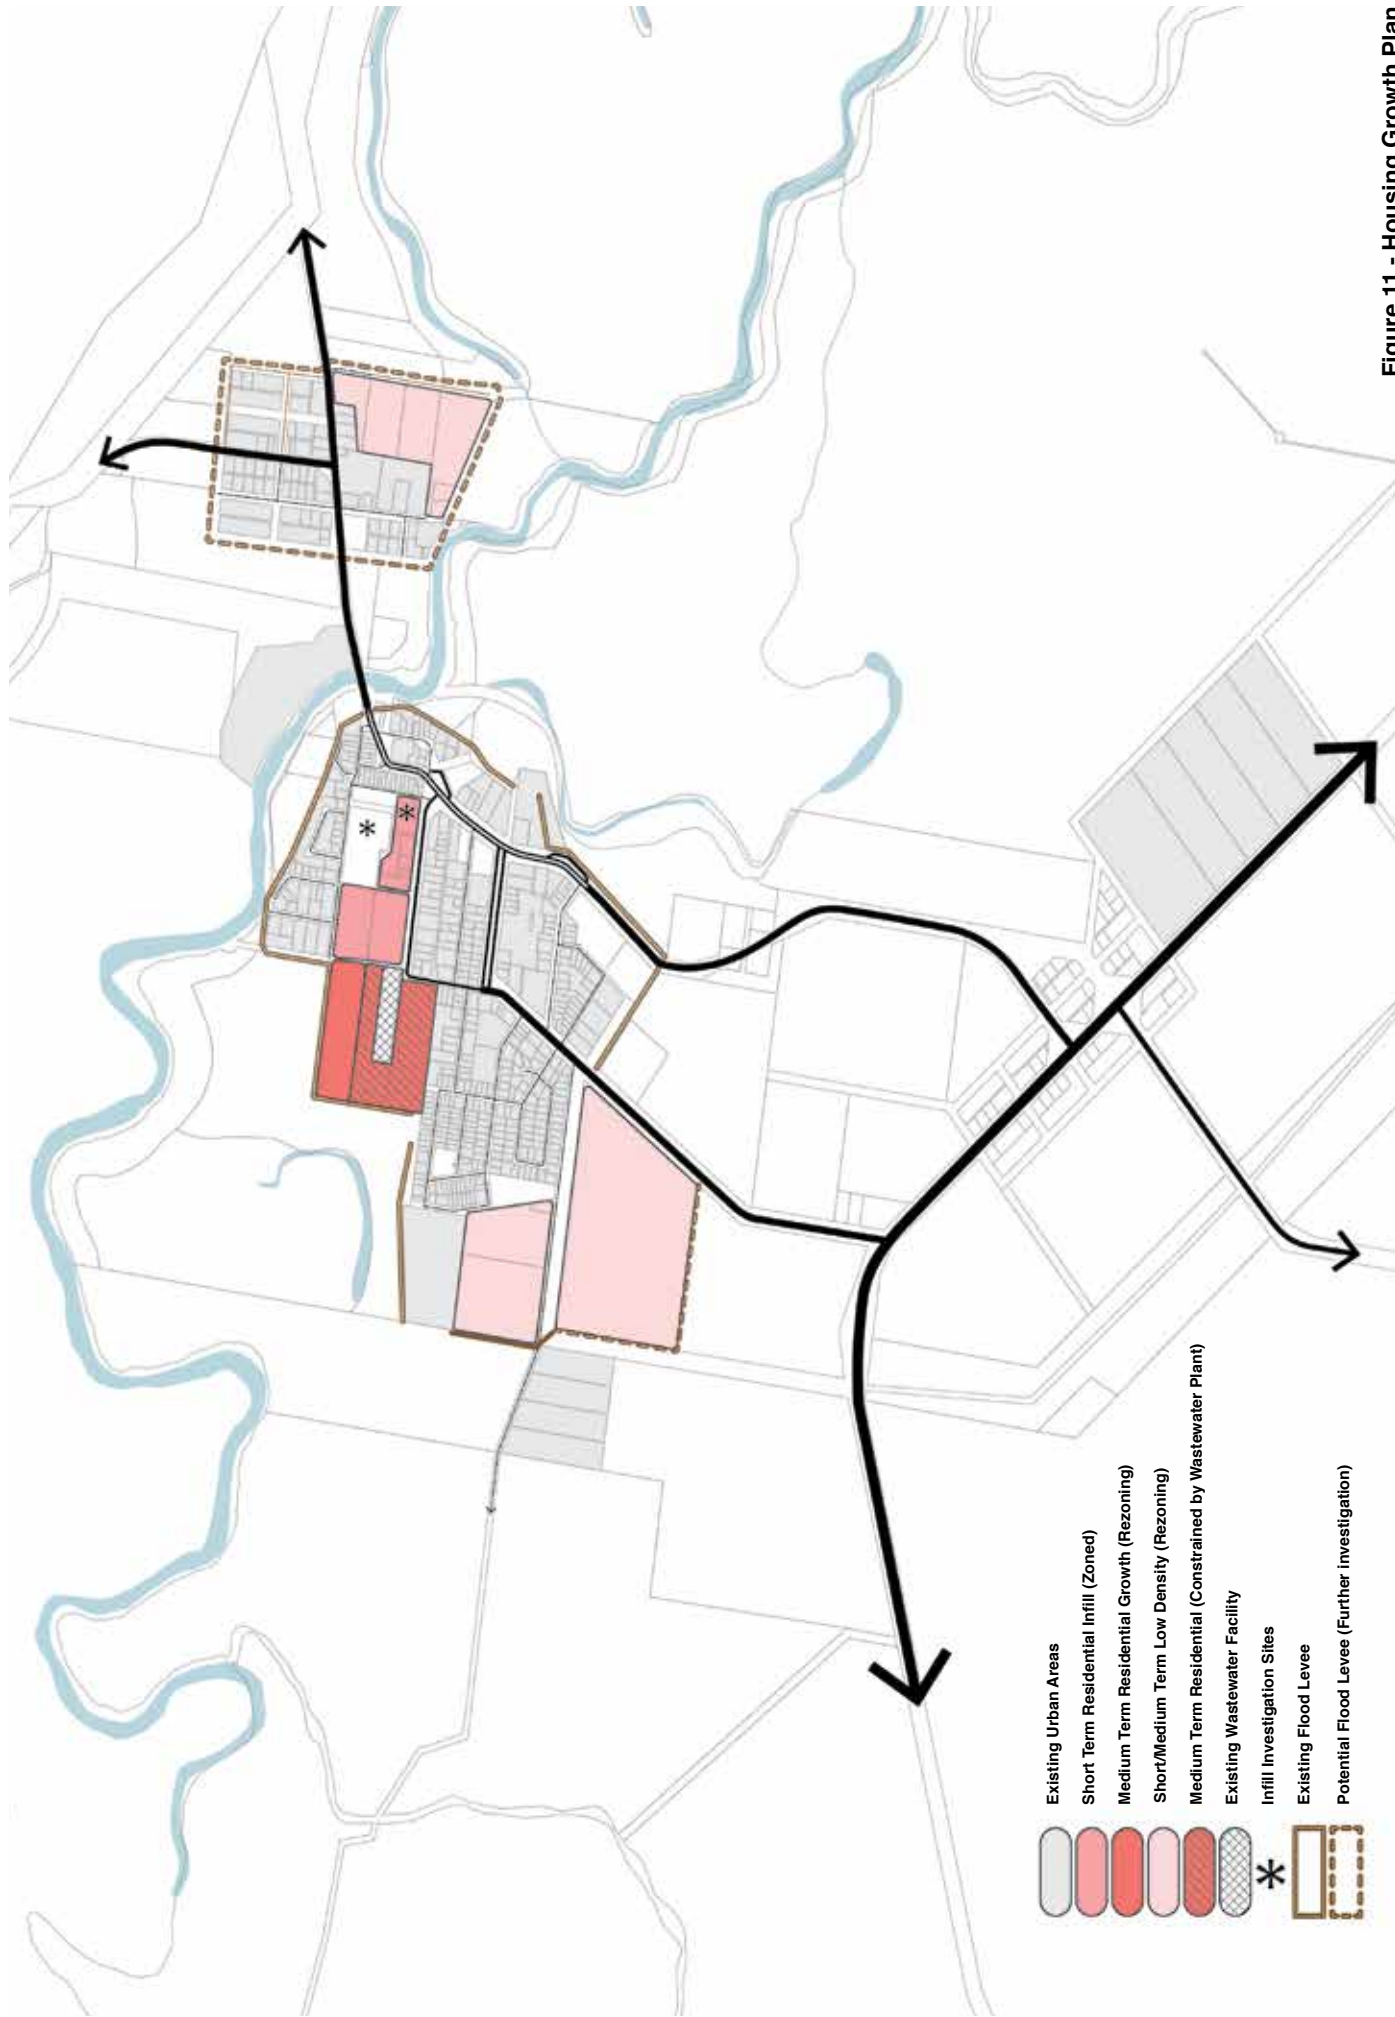 Existing Urban Areas
Short Term Residential Infill (Zoned)
Medium Term Residential Growth (Rezoning)
Short/Medium Term Low Density (Rezoning)
Medium Term Residential (Constrained by Wastewater Plant)
Existing Wastewater Facility
* Infill Investigation Sites
Existing Flood Levee
Potential Flood Levee (Further investigation)
*
*
Figure 11 - Housing Growth Plan